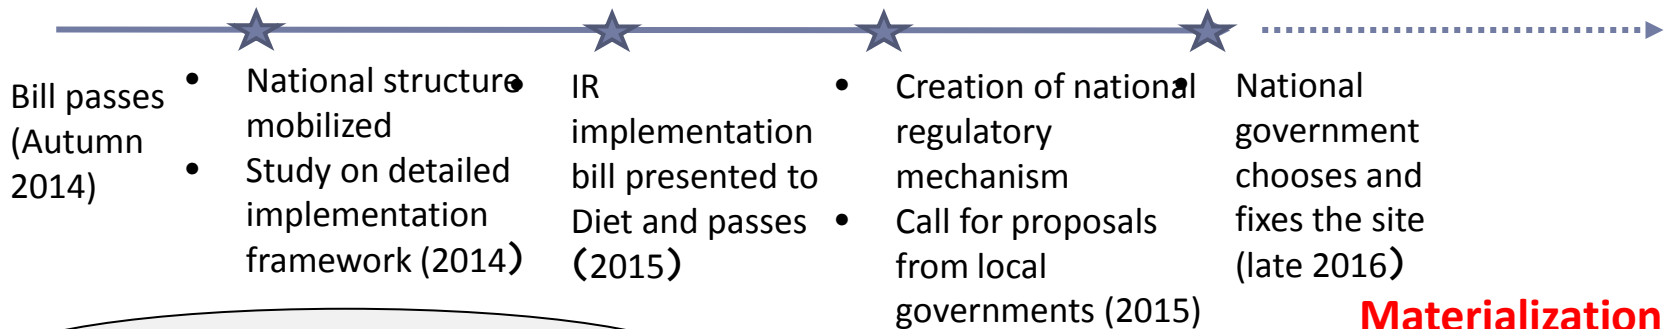 Bill passes
(Autumn
2014)
• National structure
mobilized
• Study on detailed
implementation
framework (2014)
• IR
implementation
bill presented to
Diet and passes
(2015)
• Creation of national
regulatory
mechanism
• Call for proposals
from local
governments (2015)
• National
government
chooses and
fixes the site
(late 2016)
Materialization